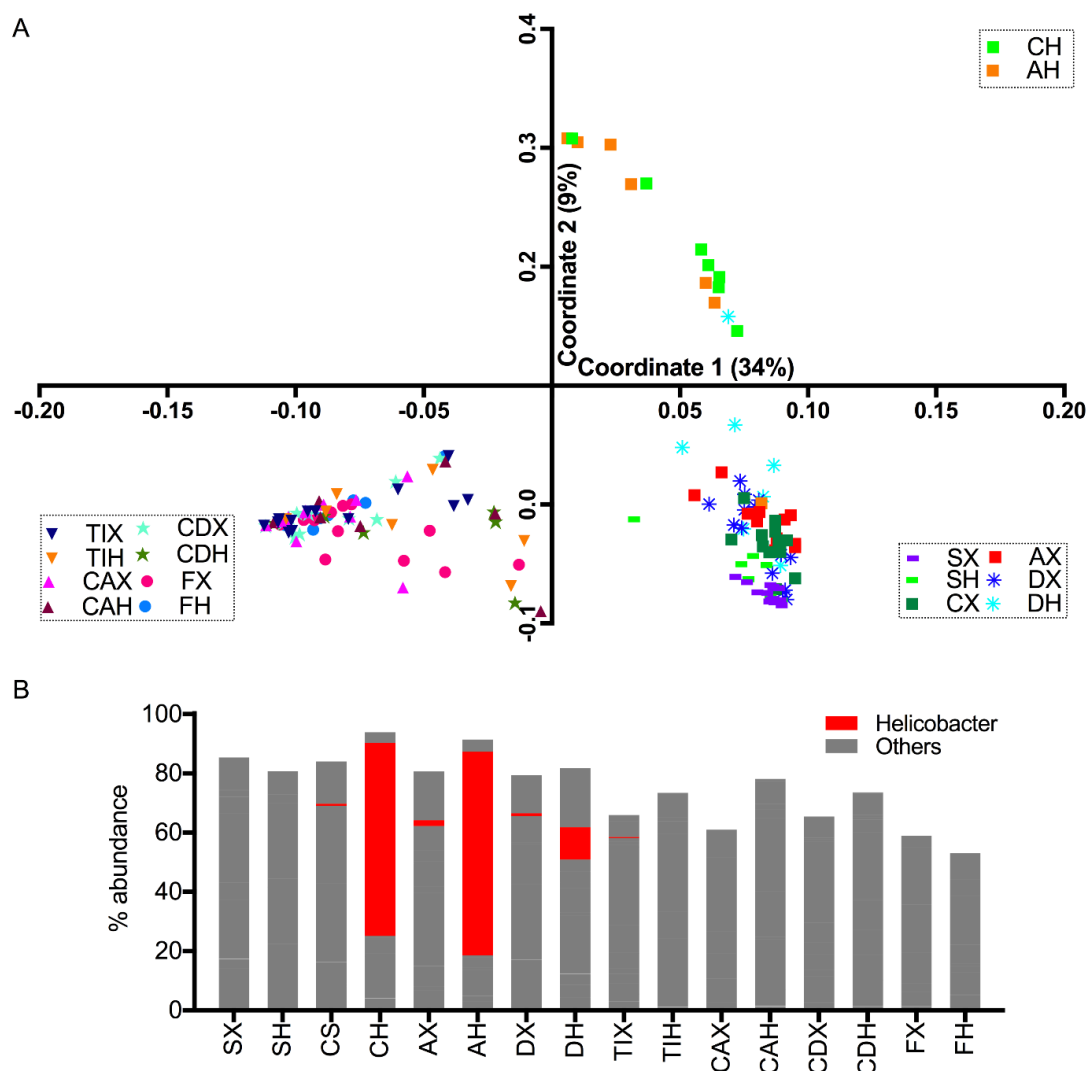 A
0.4
CH
AH
0.3
Coordinate 2 (9%)
0.2
Coordinate 1 (34%)
-0.20
-0.15
-0.10
-0.05
0.05
0.10
0.15
0.20
0.0
TIX CDX
TIH CDH
CAX FX
CAH FH
SX AX
SH DX
CX DH
-0.1
B
100
80
60
40
20
0
% abundance
Helicobacter
Others
SX
SH
CS
CH
AX
AH
DX
DH
TIX
TIH
CAX
CAH
CDX
CDH
FX
FH